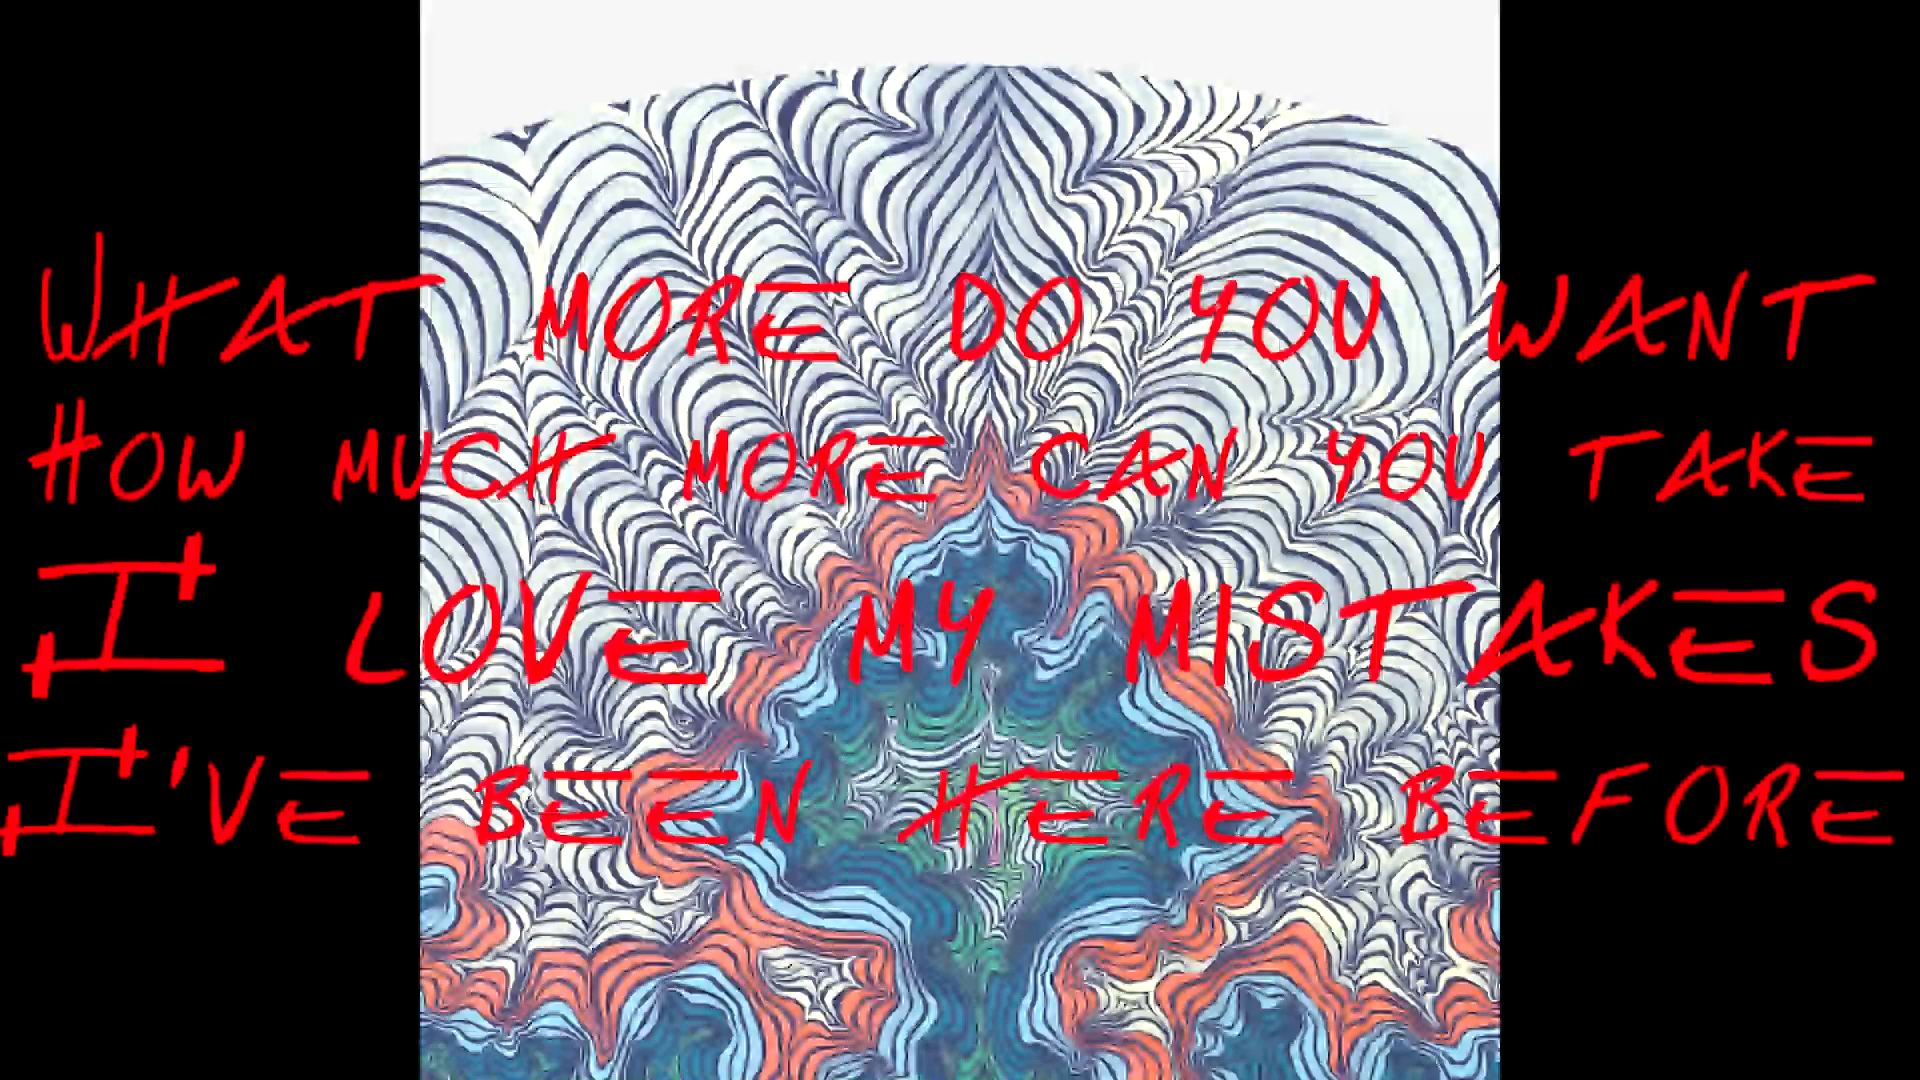 WHAT MORE DO YOU WANT
HOW MUCH MORE CAN YOU TAKE
I LOVE MY MISTAKES
I'VE BEEN HERE BEFORE